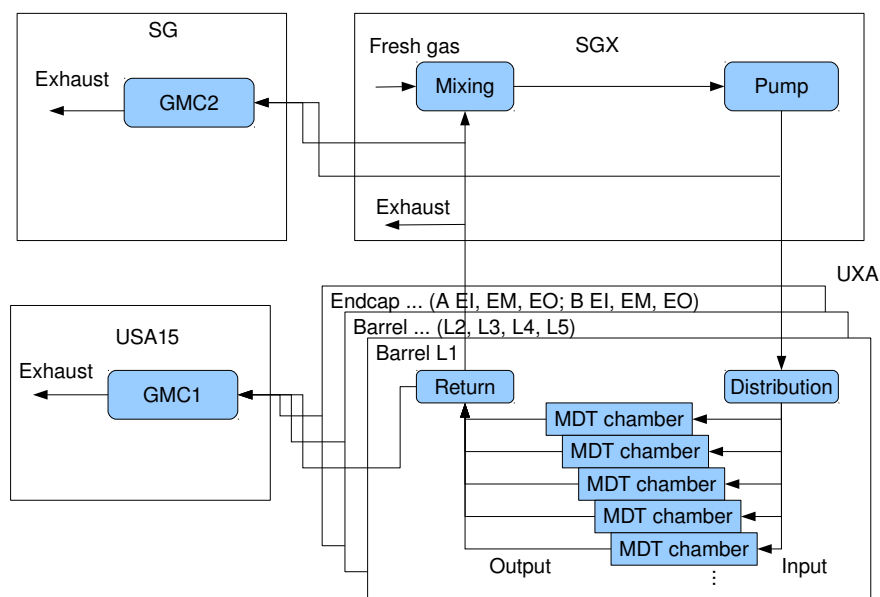 SG
SGX
Fresh gas
Exhaust
GMC2
Mixing
Pump
Exhaust
UXA
Endcap ... (A EI, EM, EO; B EI, EM, EO)
Barrel ... (L2, L3, L4, L5)
USA15
Barrel L1
Exhaust
GMC1
Return
Distribution
MDT chamber
MDT chamber
MDT chamber
MDT chamber
MDT chamber
Output
...
Input